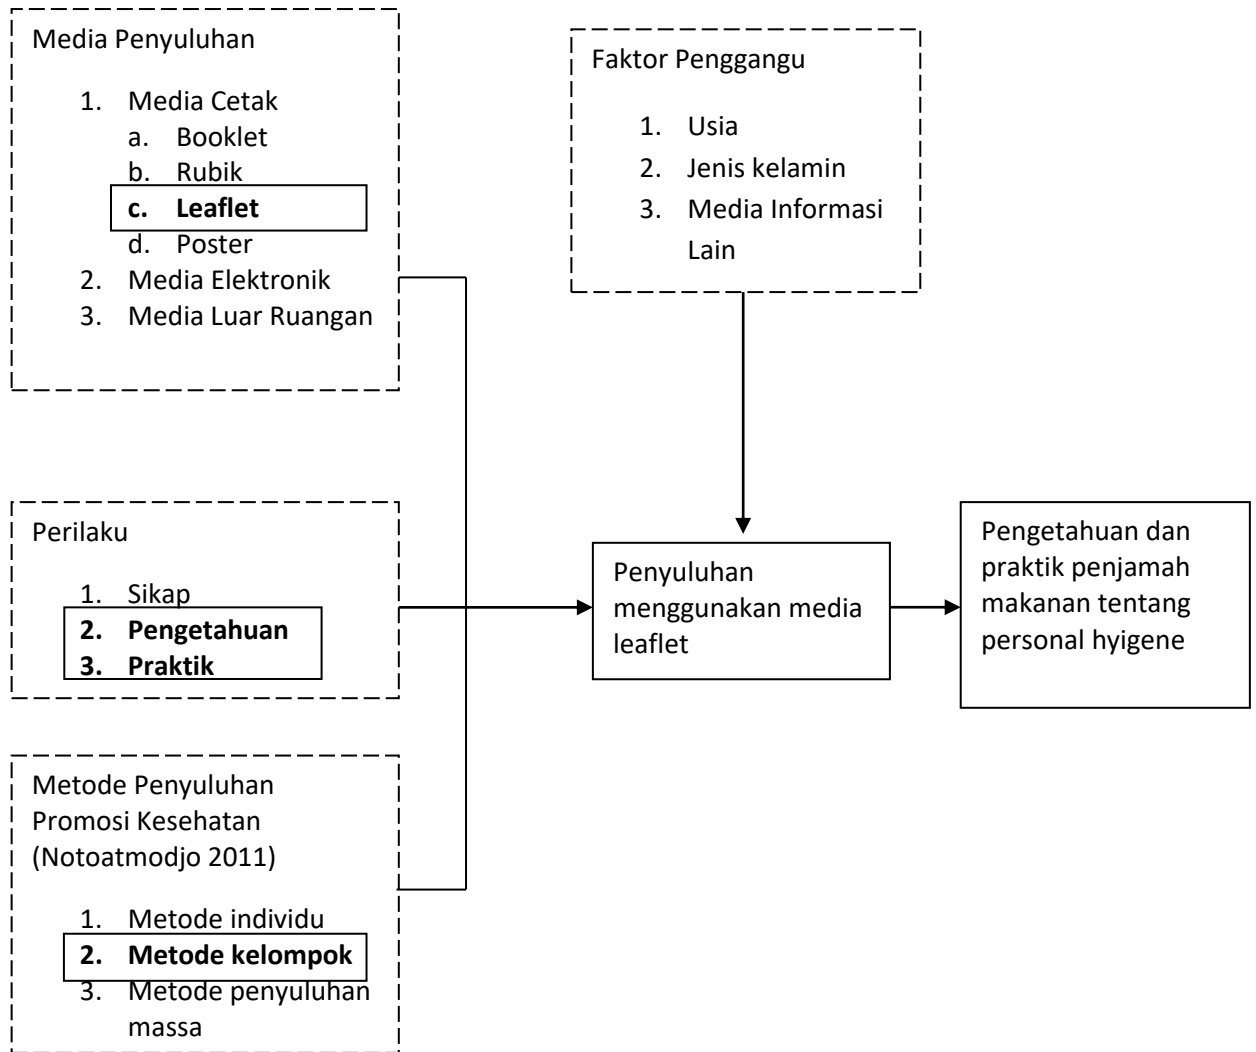 Media Penyuluhan
1. Media Cetak
a. Booklet
b. Rubik
c. Leaflet
d. Poster
2. Media Elektronik
3. Media Luar Ruangan
Faktor Penggangu
1. Usia
2. Jenis kelamin
3. Media Informasi
Lain
Perilaku
1. Sikap
2. Pengetahuan
3. Praktik
Penyuluhan
menggunakan media
leaflet
Pengetahuan dan
praktik penjamah
makanan tentang
personal hyigene
Metode Penyuluhan
Promosi Kesehatan
(Notoatmodjo 2011)
1. Metode individu
2. Metode kelompok
3. Metode penyuluhan
massa